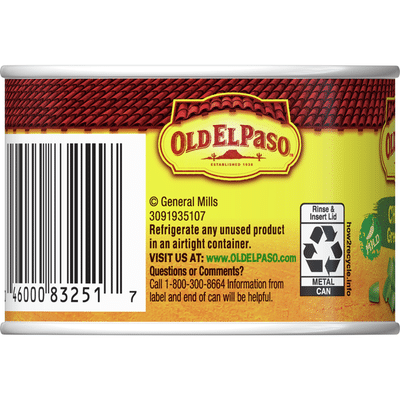 OLD EL PASO
ESTABLISHED 1938
© General Mills
3091935107
Refrigerate any unused product
in an airtight container.
VISIT US AT: www.OLDELPASO.com
Questions or Comments?
Call 1-800-300-8664 Information from
label and end of can will be helpful.
46000 83251 7
Rinse &
Insert Lid
METAL
CAN
how2recycle.info
MILD